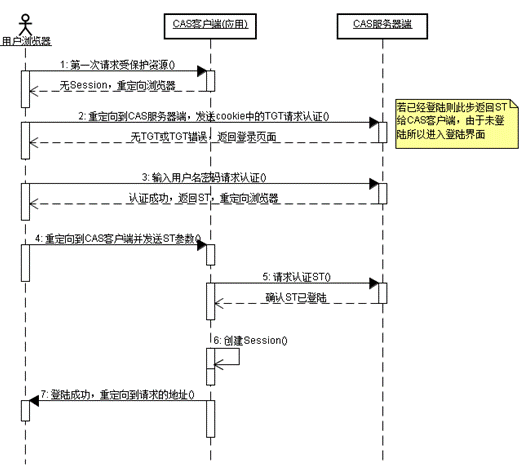 用户浏览器
CAS客户端(应用)
CAS服务器端
1: 第一次请求受保护资源()
无Session，重定向浏览器
2: 重定向到CAS服务器端，发送cookie中的TGT请求认证()
无TGT或TGT错误，返回登录页面
若已经登陆则此步返回ST
给CAS客户端，由于未登
陆所以进入登陆界面
3: 输入用户名密码请求认证()
认证成功，返回ST，重定向浏览器
4: 重定向到CAS客户端并发送ST参数()
5: 请求认证ST()
确认ST已登陆
6: 创建Session()
7: 登陆成功，重定向到请求的地址()